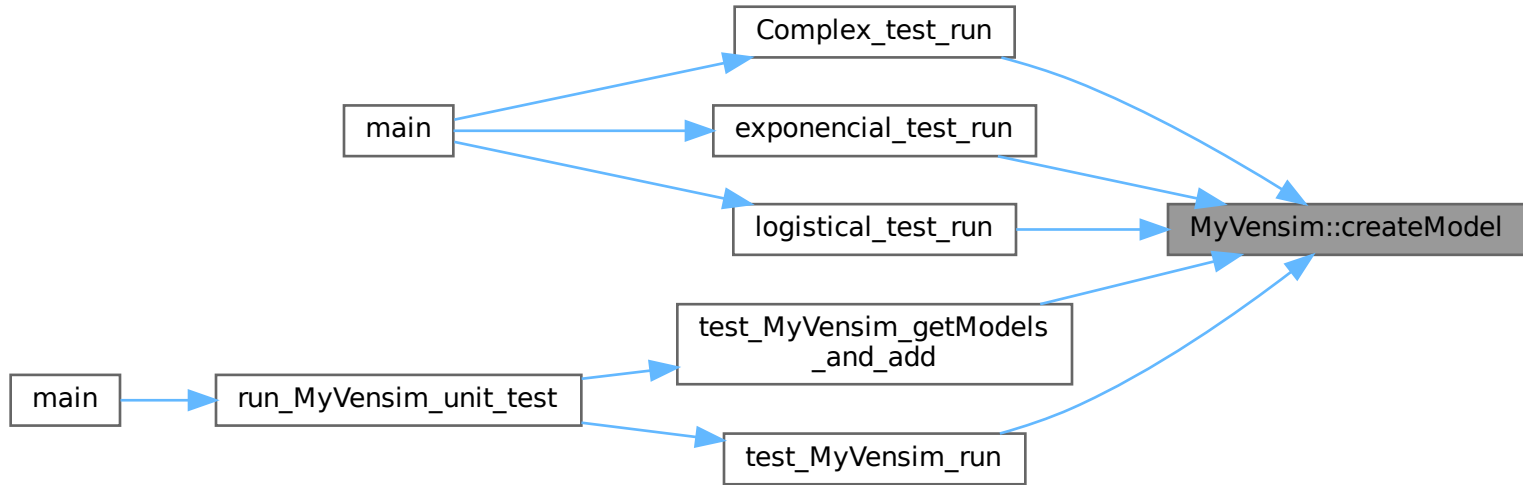 Complex_test_run
main
exponencial_test_run
logistical_test_run
MyVensim::createModel
test_MyVensim_getModels
_and_add
main
run_MyVensim_unit_test
test_MyVensim_run